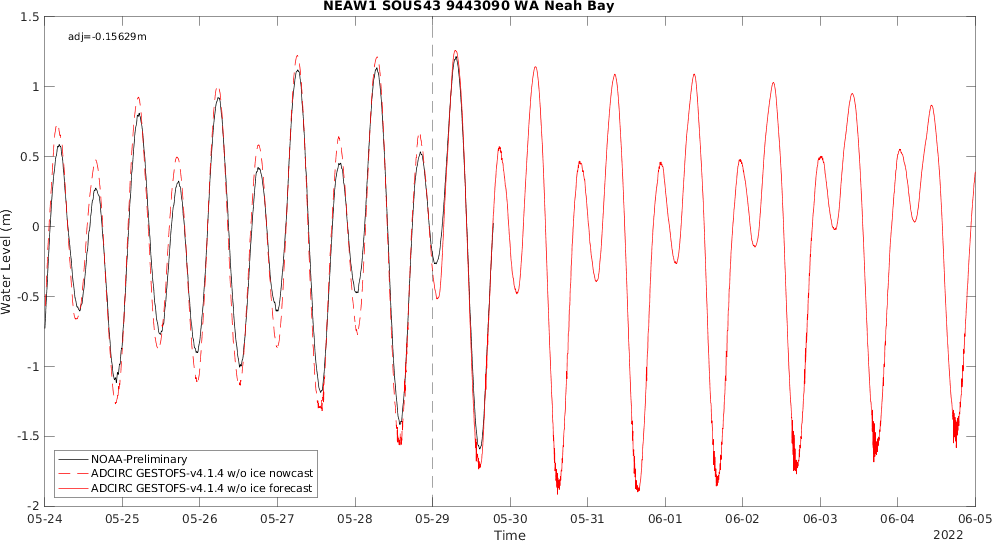 NEAW1 SOUS43 9443090 WA Neah Bay
adj=-0.15629m
1.5
1
0.5
0
-0.5
-1
-1.5
-2
Water Level (m)
NOAA-Preliminary
ADCIRC GESTOFS-v4.1.4 w/o ice nowcast
ADCIRC GESTOFS-v4.1.4 w/o ice forecast
05-24 05-25 05-26 05-27 05-28 05-29 05-30 05-31 06-01 06-02 06-03 06-04 06-05
Time
2022